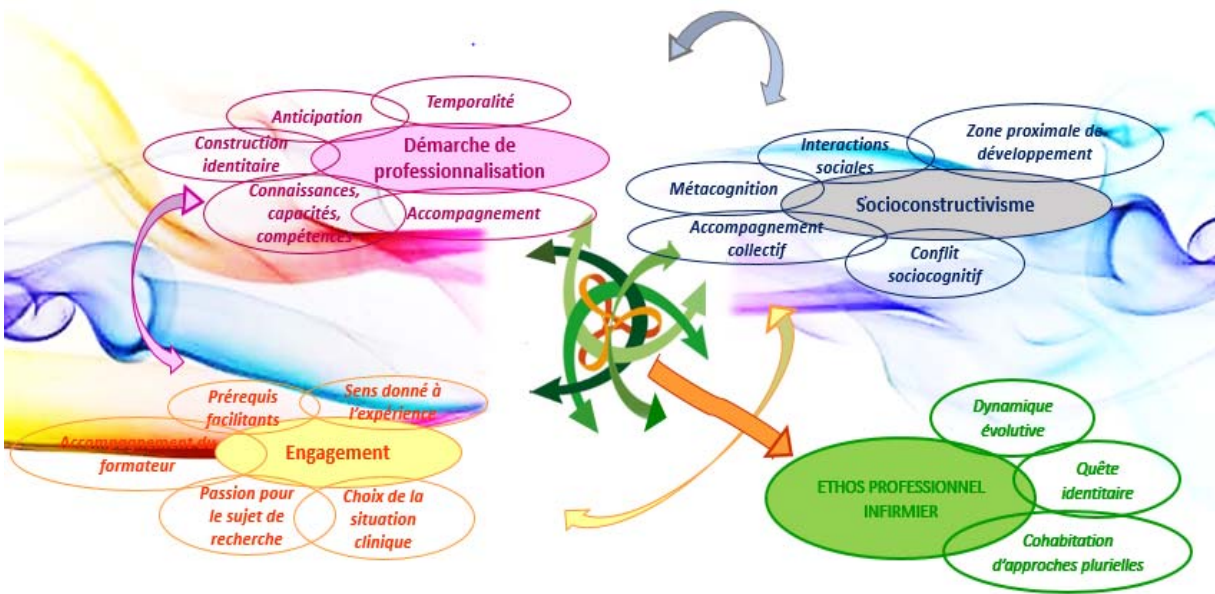 Temporalité
Anticipation
Construction
identitaire
Démarche de
professionnalisation
Connaissances,
capacités,
compétences
Accompagnement
Zone proximale de
développement
Interactions
sociales
Métacognition
Socioconstructivisme
Accompagnement
collectif
Conflit
sociocognitif
Prérequis
facilitants
Sens donné à
l'expérience
Accompagnement du
formateur
Engagement
Passion pour
le sujet de
recherche
Choix de la
situation
clinique
Dynamique
évolutive
Quête
identitaire
ETHOS PROFESSIONNEL
INFIRMIER
Cohabitation
d'approches plurielles